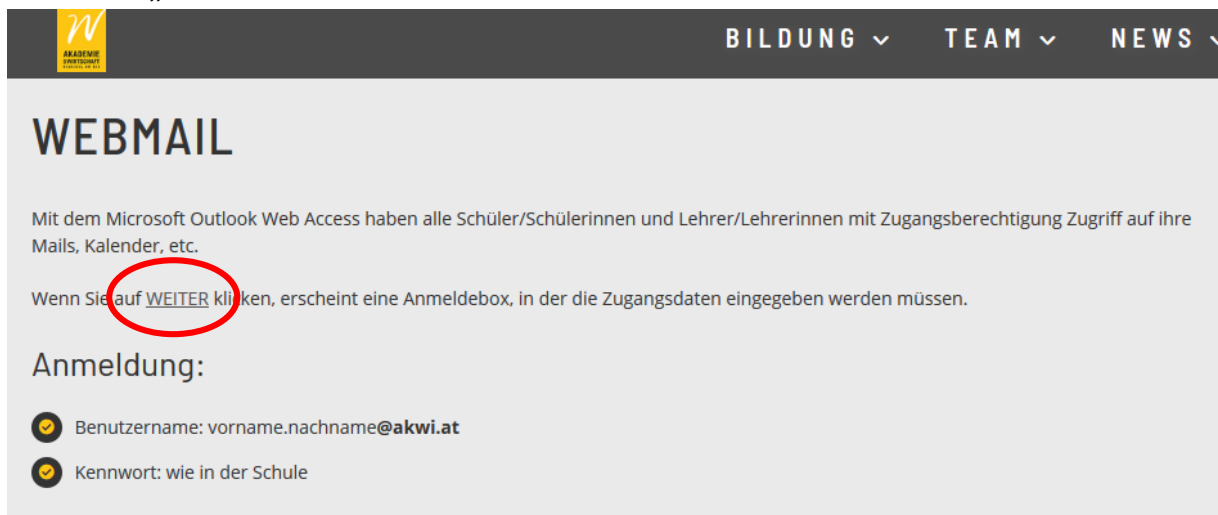 W
AKADEMIE
BILDUNG TEAM NEWS
WEBMAIL
Mit dem Microsoft Outlook Web Access haben alle Schüler/Schülerinnen und Lehrer/Lehrerinnen mit Zugangsberechtigung Zugriff auf ihre
Mails, Kalender, etc.
Wenn Sie auf WEITER klicken, erscheint eine Anmeldebox, in der die Zugangsdaten eingegeben werden müssen.
Anmeldung:
Benutzername: vorname.nachname@akwi.at
Kennwort: wie in der Schule